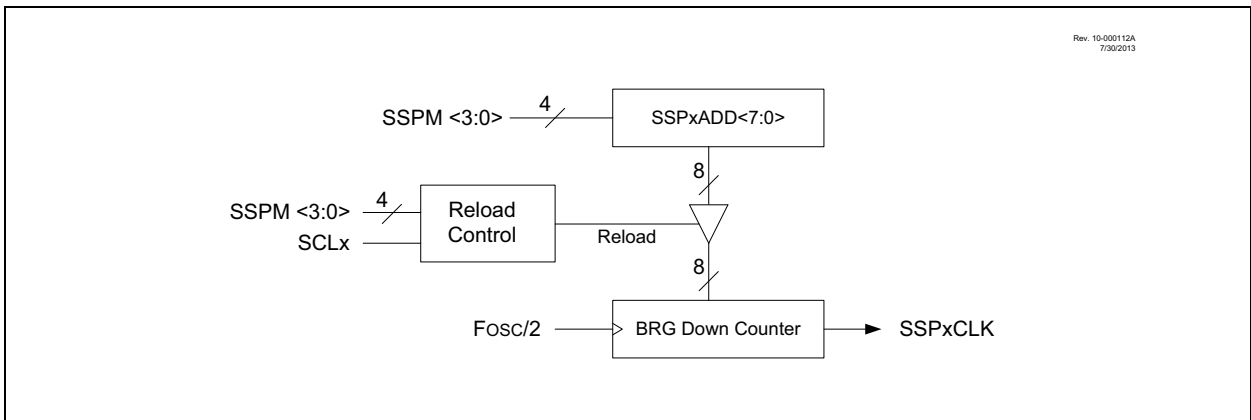 Rev. 10-000112A
7/30/2013
SSPM <3:0>
4
SSPxADD<7:0>
8
SSPM <3:0>
4
SCLx
Reload
Control
Reload
8
FOSC/2
BRG Down Counter
SSPxCLK